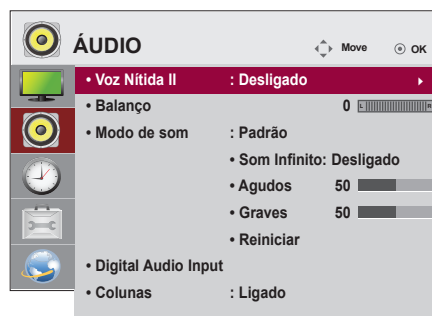 ÁUDIO Move OK
• Voz Nítida II : Desligado
• Balanço 0 L R
• Modo de som : Padrão
• Som Infinito: Desligado
• Agudos 50
• Graves 50
• Reiniciar
• Digital Audio Input
• Colunas : Ligado